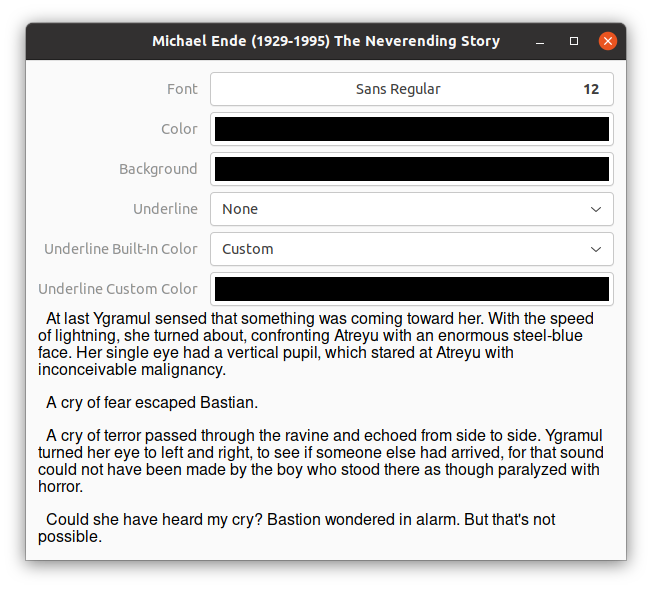 Michael Ende (1929-1995) The Neverending Story
Font
Sans Regular
12
Color
Background
Underline
None
Underline Built-In Color
Custom
Underline Custom Color
At last Ygramul sensed that something was coming toward her. With the speed
of lightning, she turned about, confronting Atreyu with an enormous steel-blue
face. Her single eye had a vertical pupil, which stared at Atreyu with
inconceivable malignancy.
A cry of fear escaped Bastian.
A cry of terror passed through the ravine and echoed from side to side. Ygramul
turned her eye to left and right, to see if someone else had arrived, for that sound
could not have been made by the boy who stood there as though paralyzed with
horror.
Could she have heard my cry? Bastion wondered in alarm. But that's not
possible.